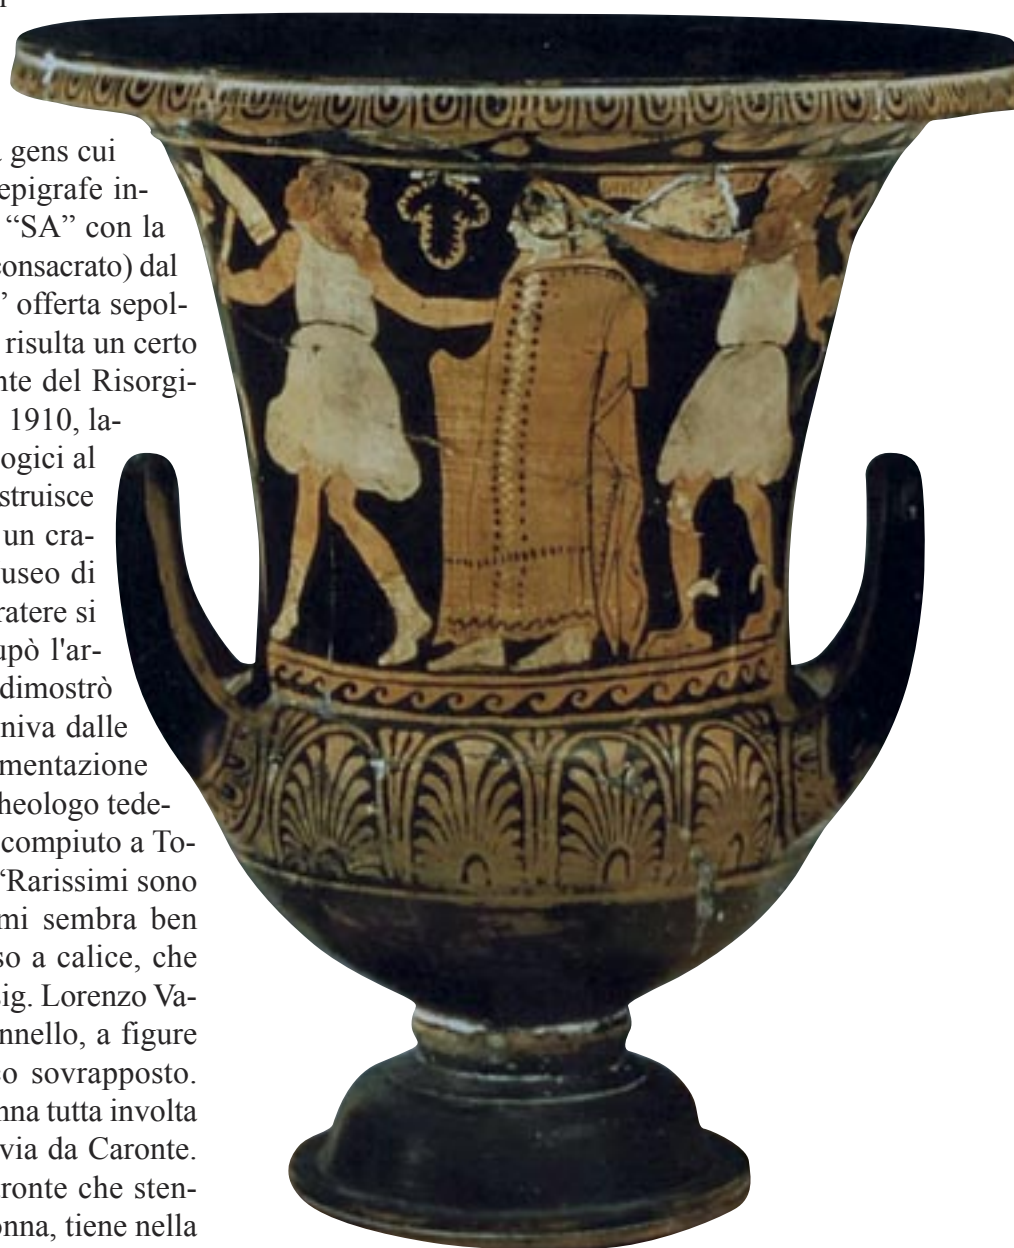 gens cui
epigrafe in-
“SA” con la
consacrato) dal
” offerta sepol-
risulta un certo
nte del Risorgi-
1910, la-
ogici al
struisce
un cra-
useo di
ratere si
upò l'ar-
dimostrò
niva dalle
mentazione
heologo tede-
compiuto a To-
“Rarissimi sono
mi sembra ben
so a calice, che
ig. Lorenzo Va-
nnello, a figure
o sovrapposto.
nna tutta involta
via da Caronte.
ronte che sten-
onna, tiene nella